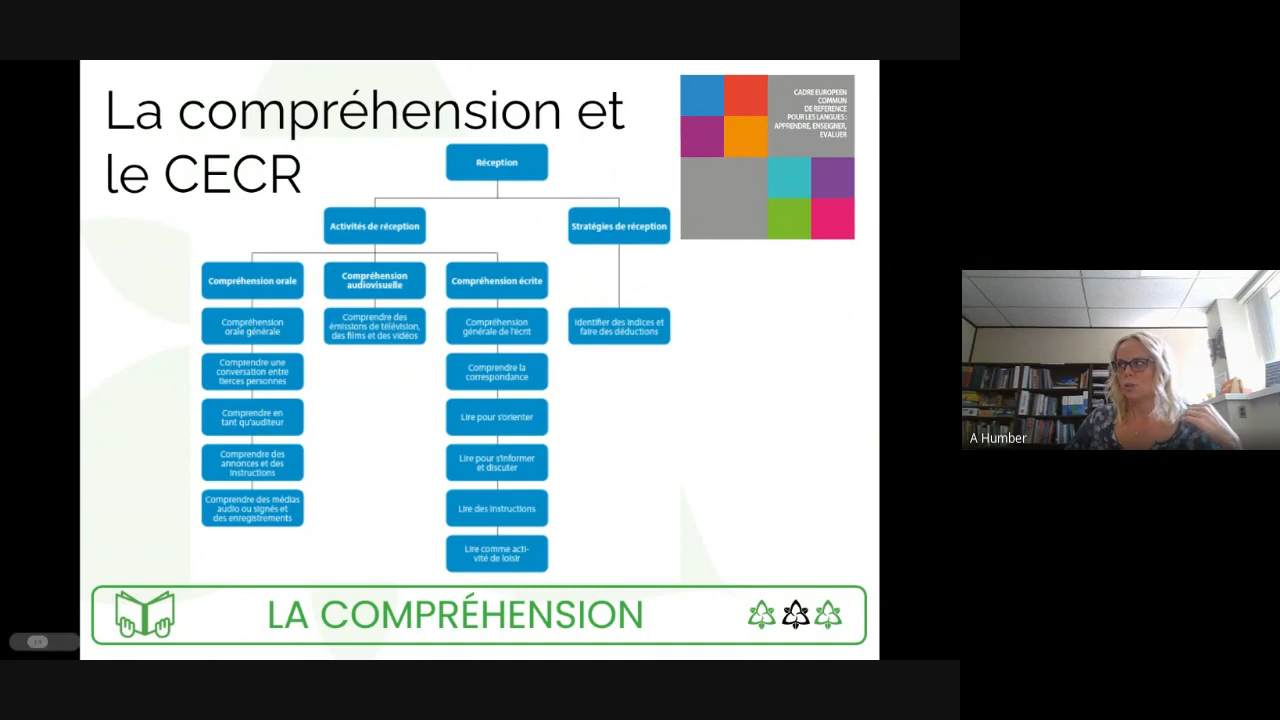 La compréhension et
le CECR
CADRE EUROPEEN
COMMUN
DE REFERENCE
POUR LES LANGUES :
APPRENDRE, ENSEIGNER,
EVALUER
Réception
Activités de réception
Stratégies de réception
Compréhension orale
Compréhension
audiovisuelle
Compréhension écrite
Compréhension
orale générale
Comprendre des
émissions de télévision,
des films et des vidéos
Compréhension
générale de l'écrit
Identifier des indices et
faire des déductions
Comprendre une
conversation entre
tierces personnes
Comprendre la
correspondance
Comprendre en
tant qu'auditeur
Lire pour s'orienter
Comprendre des
annonces et des
instructions
Lire pour s'informer
et discuter
Comprendre des médias
audio ou signés et
des enregistrements
Lire des instructions
Lire comme acti-
vité de loisir
LA COMPRÉHENSION
A Humber